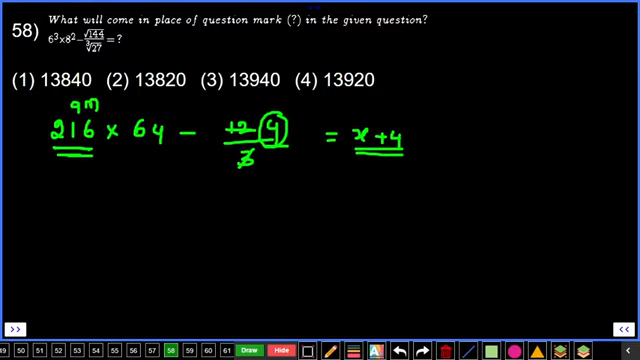 58) What will come in place of question mark (?) in the given question?
6³×8² − √144/∛27 = ?
(1) 13840 (2) 13820 (3) 13940 (4) 13920
9m
216 × 64 − 12 4 / 3 = x + 4
>> >>
49 50 51 52 53 54 55 56 57 58 59 60 61 Draw Hide